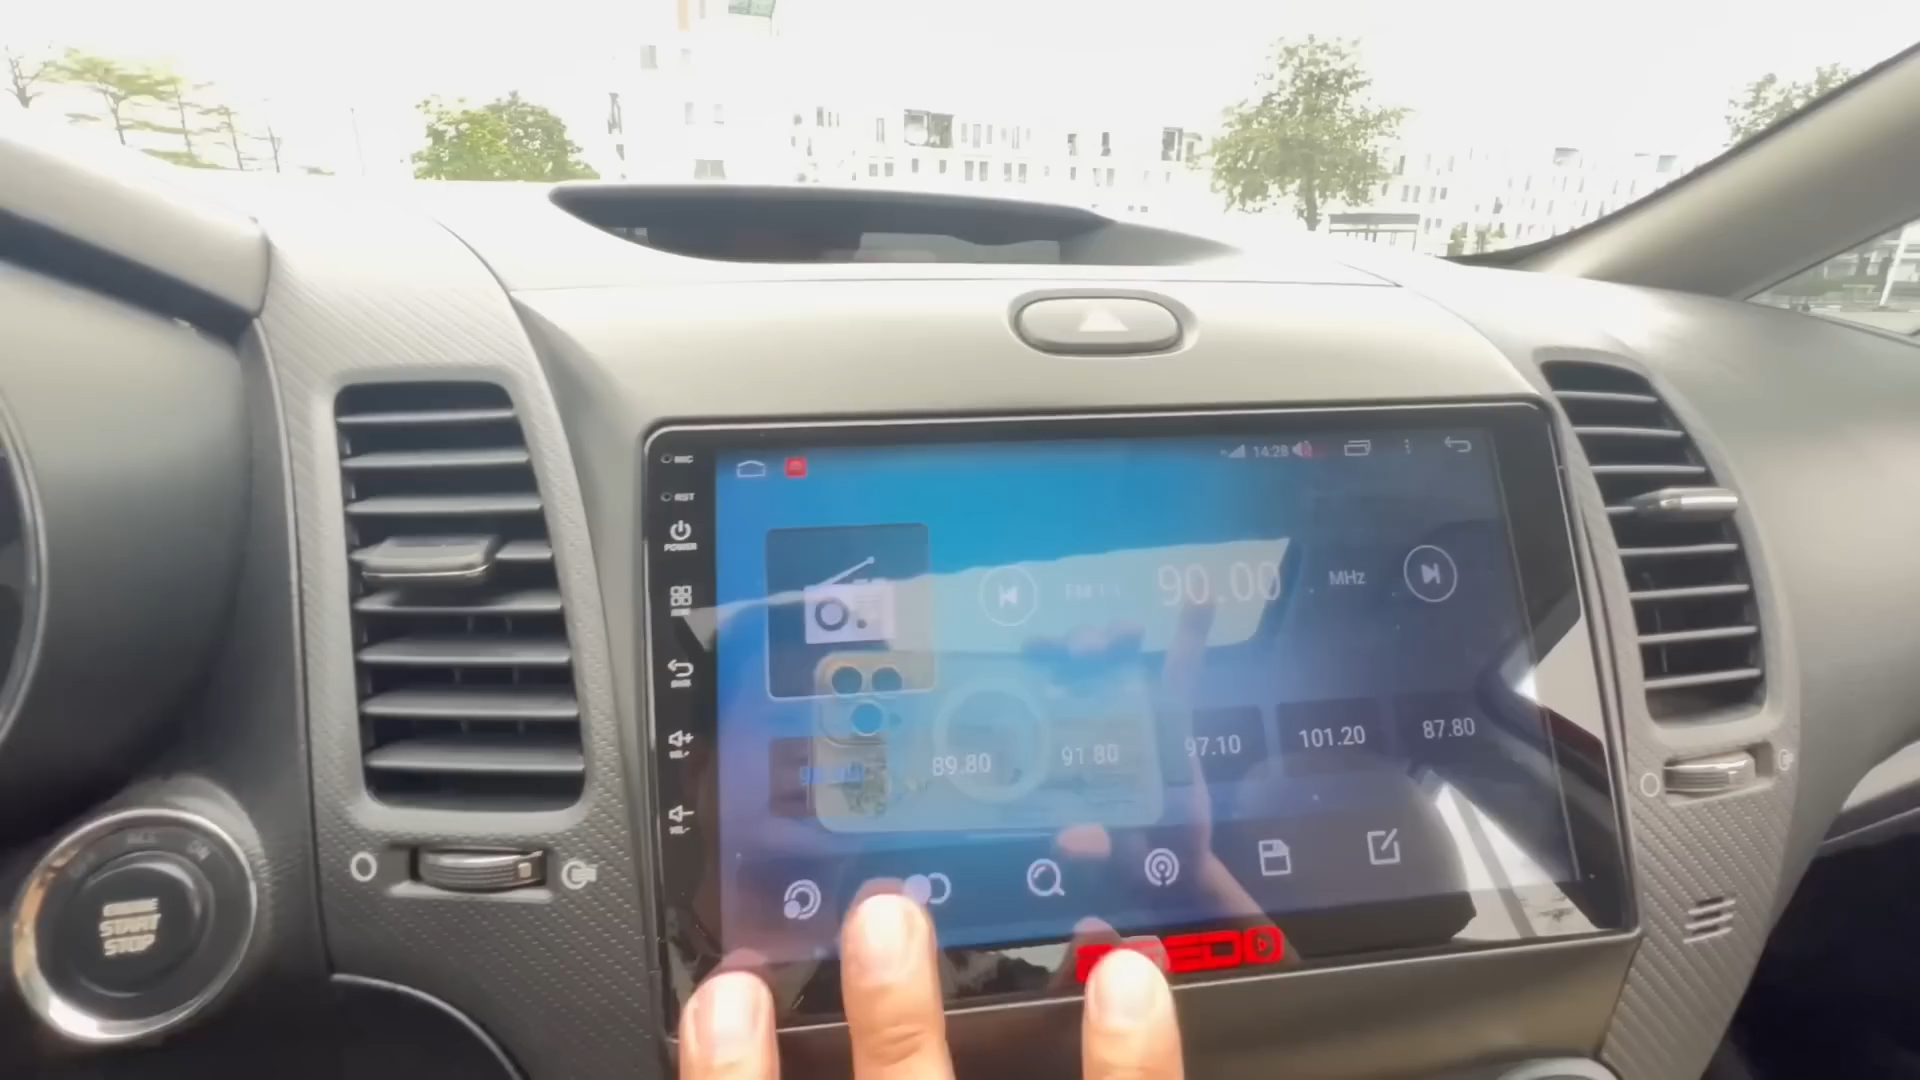 MIC
14:28
RST
POWER
90.00
MHz
89.80
91.80
97.10
101.20
87.80
ENGINE
START
STOP